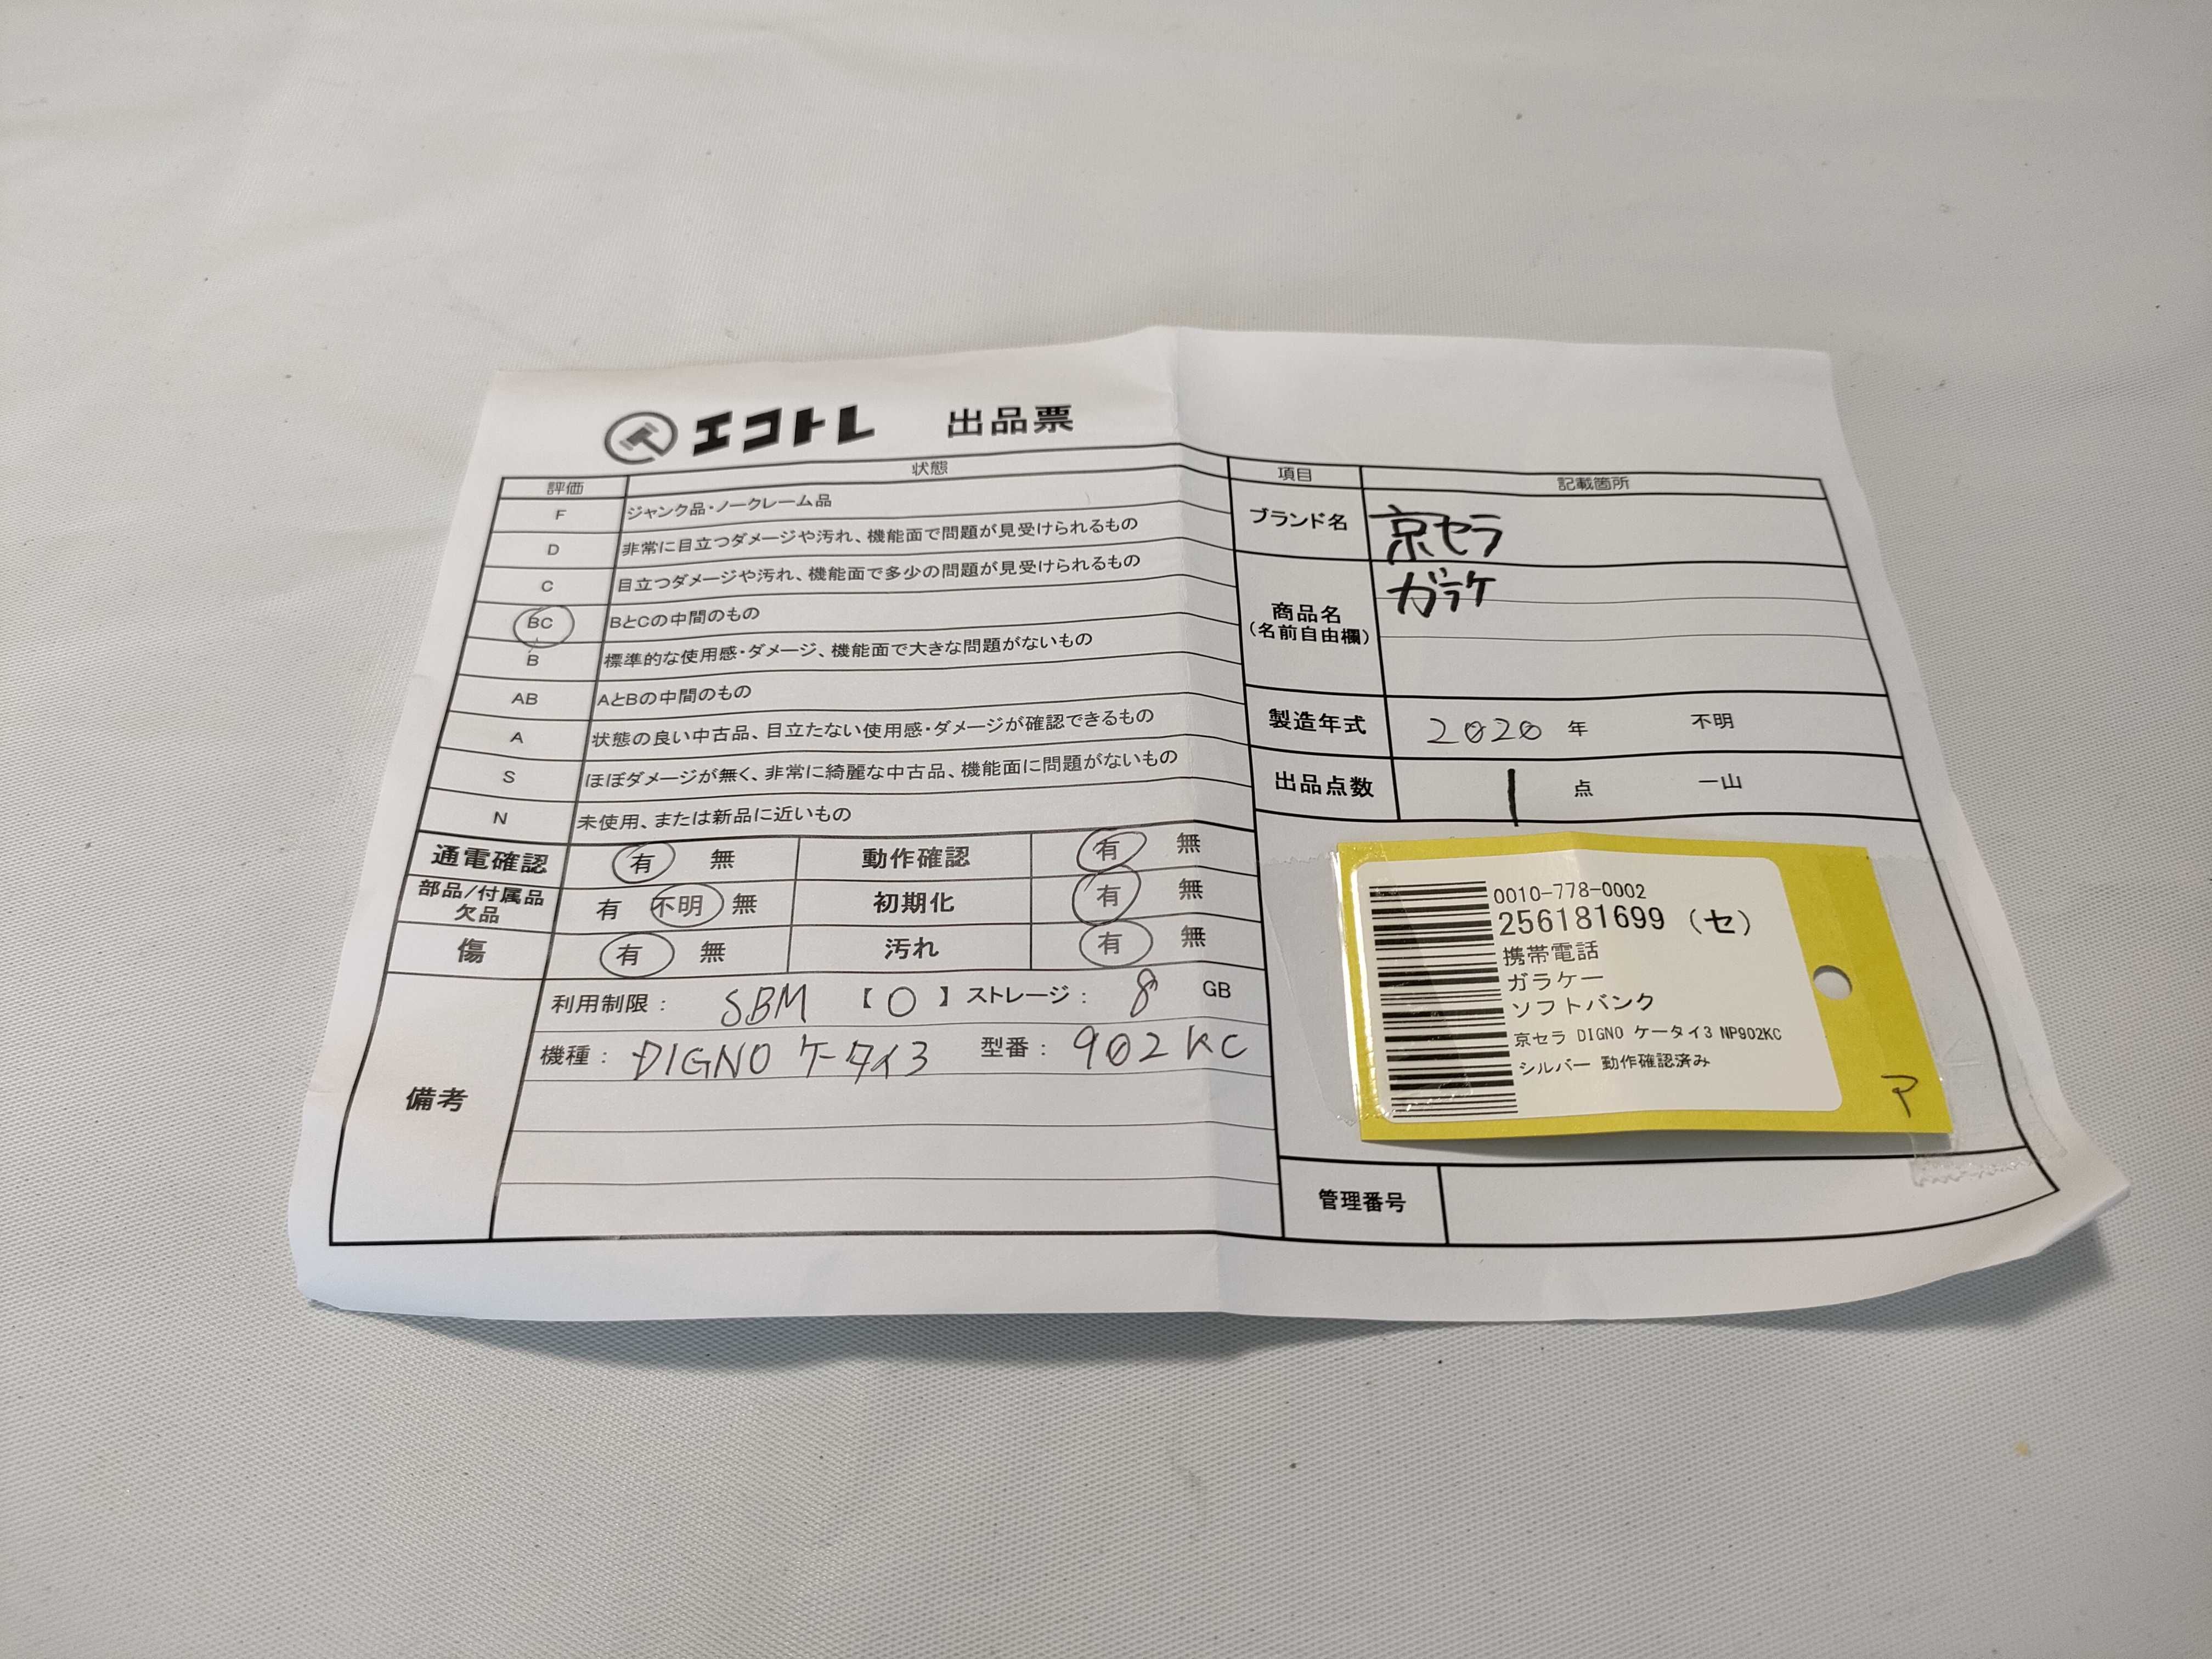 エコトレ 出品票
評価 状態
F ジャンク品・ノークレーム品
D 非常に目立つダメージや汚れ、機能面で問題が見受けられるもの
C 目立つダメージや汚れ、機能面で多少の問題が見受けられるもの
BC BとCの中間のもの
B 標準的な使用感・ダメージ、機能面で大きな問題がないもの
AB AとBの中間のもの
A 状態の良い中古品、目立たない使用感・ダメージが確認できるもの
S ほぼダメージが無く、非常に綺麗な中古品、機能面に問題がないもの
N 未使用、または新品に近いもの
通電確認 有 無 動作確認 有 無
部品/付属品
欠品 有 不明 無 初期化 有 無
傷 有 無 汚れ 有 無
備考
利用制限： SBM 【 〇 】 ストレージ： 8 GB
機種： DIGNO ケータイ3 型番： 902KC
項目 記載箇所
ブランド名 京セラ
商品名
(名前自由欄)
ガラケ
製造年式 2020 年 不明
出品点数 1 点 一山
0010-778-0002
256181699 (セ)
携帯電話
ガラケー
ソフトバンク
京セラ DIGNO ケータイ3 NP902KC
シルバー 動作確認済み
ア
管理番号